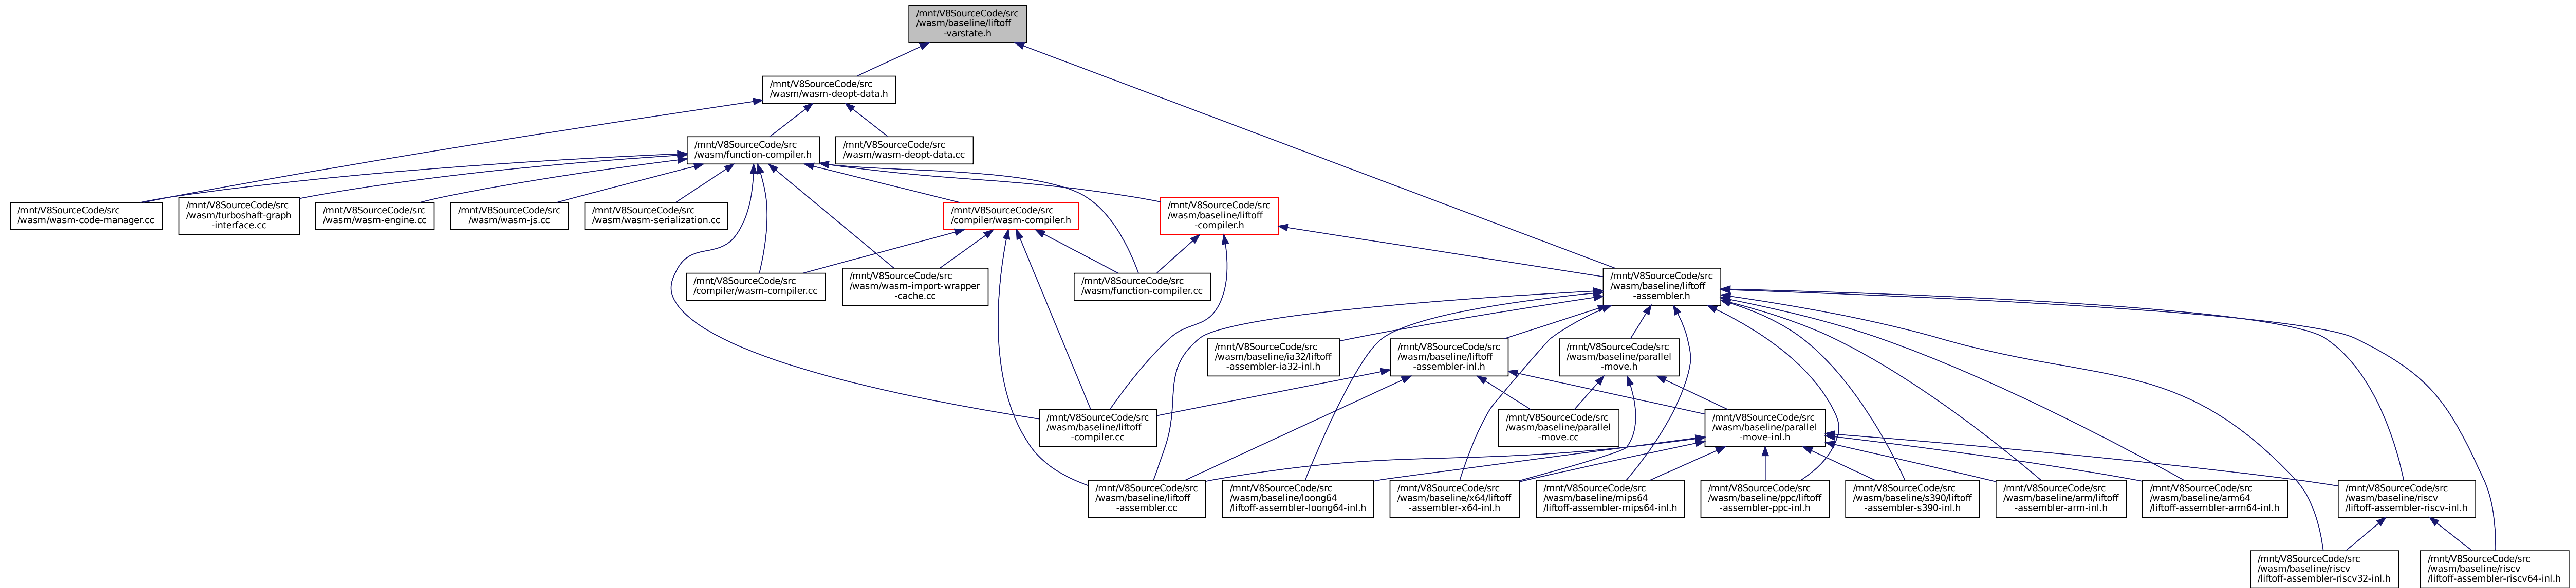 /mnt/V8SourceCode/src
/wasm/baseline/liftoff
-varstate.h
/mnt/V8SourceCode/src
/wasm/wasm-deopt-data.h
/mnt/V8SourceCode/src
/wasm/function-compiler.h
/mnt/V8SourceCode/src
/wasm/wasm-deopt-data.cc
/mnt/V8SourceCode/src
/wasm/wasm-code-manager.cc
/mnt/V8SourceCode/src
/wasm/turboshaft-graph
-interface.cc
/mnt/V8SourceCode/src
/wasm/wasm-engine.cc
/mnt/V8SourceCode/src
/wasm/wasm-js.cc
/mnt/V8SourceCode/src
/wasm/wasm-serialization.cc
/mnt/V8SourceCode/src
/compiler/wasm-compiler.h
/mnt/V8SourceCode/src
/wasm/baseline/liftoff
-compiler.h
/mnt/V8SourceCode/src
/compiler/wasm-compiler.cc
/mnt/V8SourceCode/src
/wasm/wasm-import-wrapper
-cache.cc
/mnt/V8SourceCode/src
/wasm/function-compiler.cc
/mnt/V8SourceCode/src
/wasm/baseline/liftoff
-assembler.h
/mnt/V8SourceCode/src
/wasm/baseline/ia32/liftoff
-assembler-ia32-inl.h
/mnt/V8SourceCode/src
/wasm/baseline/liftoff
-assembler-inl.h
/mnt/V8SourceCode/src
/wasm/baseline/parallel
-move.h
/mnt/V8SourceCode/src
/wasm/baseline/liftoff
-compiler.cc
/mnt/V8SourceCode/src
/wasm/baseline/parallel
-move.cc
/mnt/V8SourceCode/src
/wasm/baseline/parallel
-move-inl.h
/mnt/V8SourceCode/src
/wasm/baseline/liftoff
-assembler.cc
/mnt/V8SourceCode/src
/wasm/baseline/loong64
/liftoff-assembler-loong64-inl.h
/mnt/V8SourceCode/src
/wasm/baseline/x64/liftoff
-assembler-x64-inl.h
/mnt/V8SourceCode/src
/wasm/baseline/mips64
/liftoff-assembler-mips64-inl.h
/mnt/V8SourceCode/src
/wasm/baseline/ppc/liftoff
-assembler-ppc-inl.h
/mnt/V8SourceCode/src
/wasm/baseline/s390/liftoff
-assembler-s390-inl.h
/mnt/V8SourceCode/src
/wasm/baseline/arm/liftoff
-assembler-arm-inl.h
/mnt/V8SourceCode/src
/wasm/baseline/arm64
/liftoff-assembler-arm64-inl.h
/mnt/V8SourceCode/src
/wasm/baseline/riscv
/liftoff-assembler-riscv-inl.h
/mnt/V8SourceCode/src
/wasm/baseline/riscv
/liftoff-assembler-riscv32-inl.h
/mnt/V8SourceCode/src
/wasm/baseline/riscv
/liftoff-assembler-riscv64-inl.h